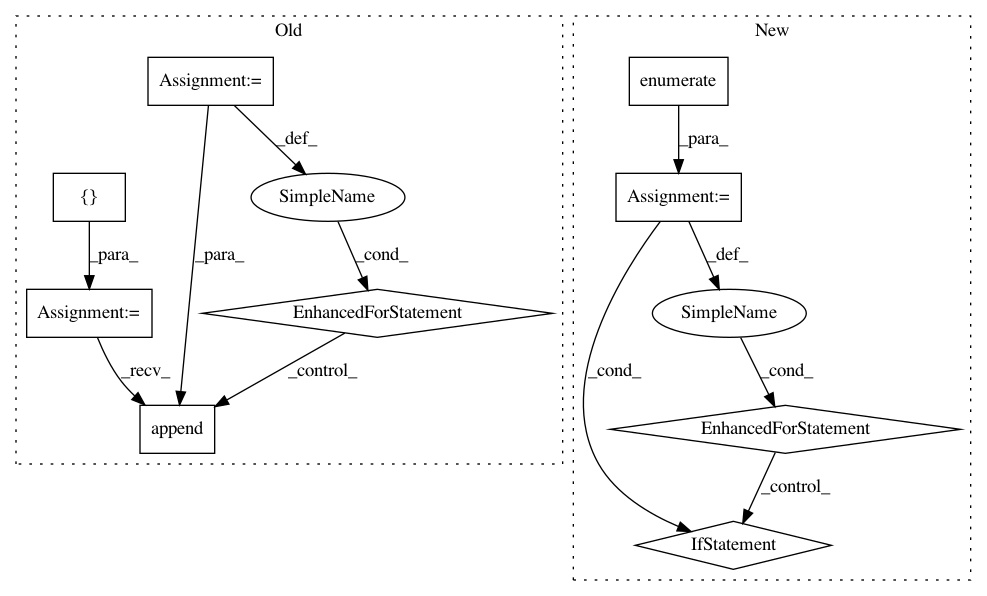 Old
New
Assignment:=
enumerate
_def_
_para_
{}
SimpleName
Assignment:=
_para_
_para_
_cond_
_def_
Assignment:=
EnhancedForStatement
SimpleName
_recv_
_control_
_cond_
_cond_
append
EnhancedForStatement
_control_
IfStatement